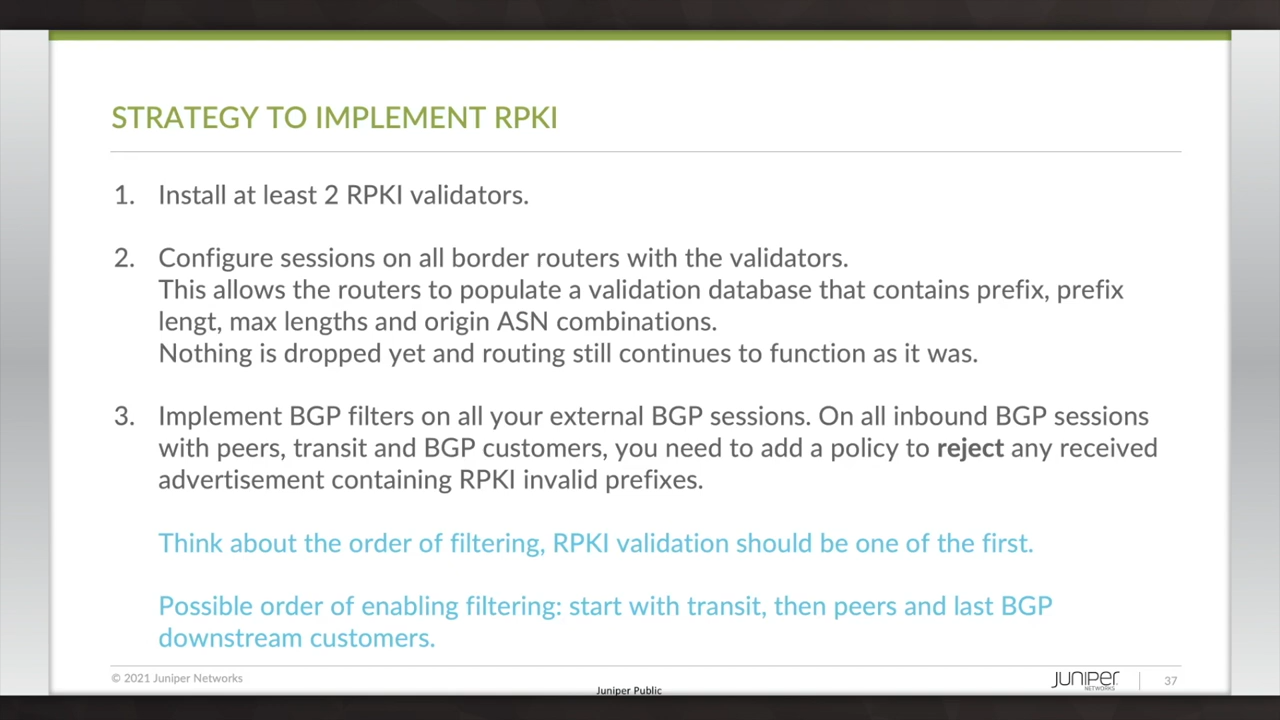 STRATEGY TO IMPLEMENT RPKI
1. Install at least 2 RPKI validators.
2. Configure sessions on all border routers with the validators.
This allows the routers to populate a validation database that contains prefix, prefix
lengt, max lengths and origin ASN combinations.
Nothing is dropped yet and routing still continues to function as it was.
3. Implement BGP filters on all your external BGP sessions. On all inbound BGP sessions
with peers, transit and BGP customers, you need to add a policy to reject any received
advertisement containing RPKI invalid prefixes.
Think about the order of filtering, RPKI validation should be one of the first.
Possible order of enabling filtering: start with transit, then peers and last BGP
downstream customers.
© 2021 Juniper Networks
Juniper Public
JUNIPER
NETWORKS
37